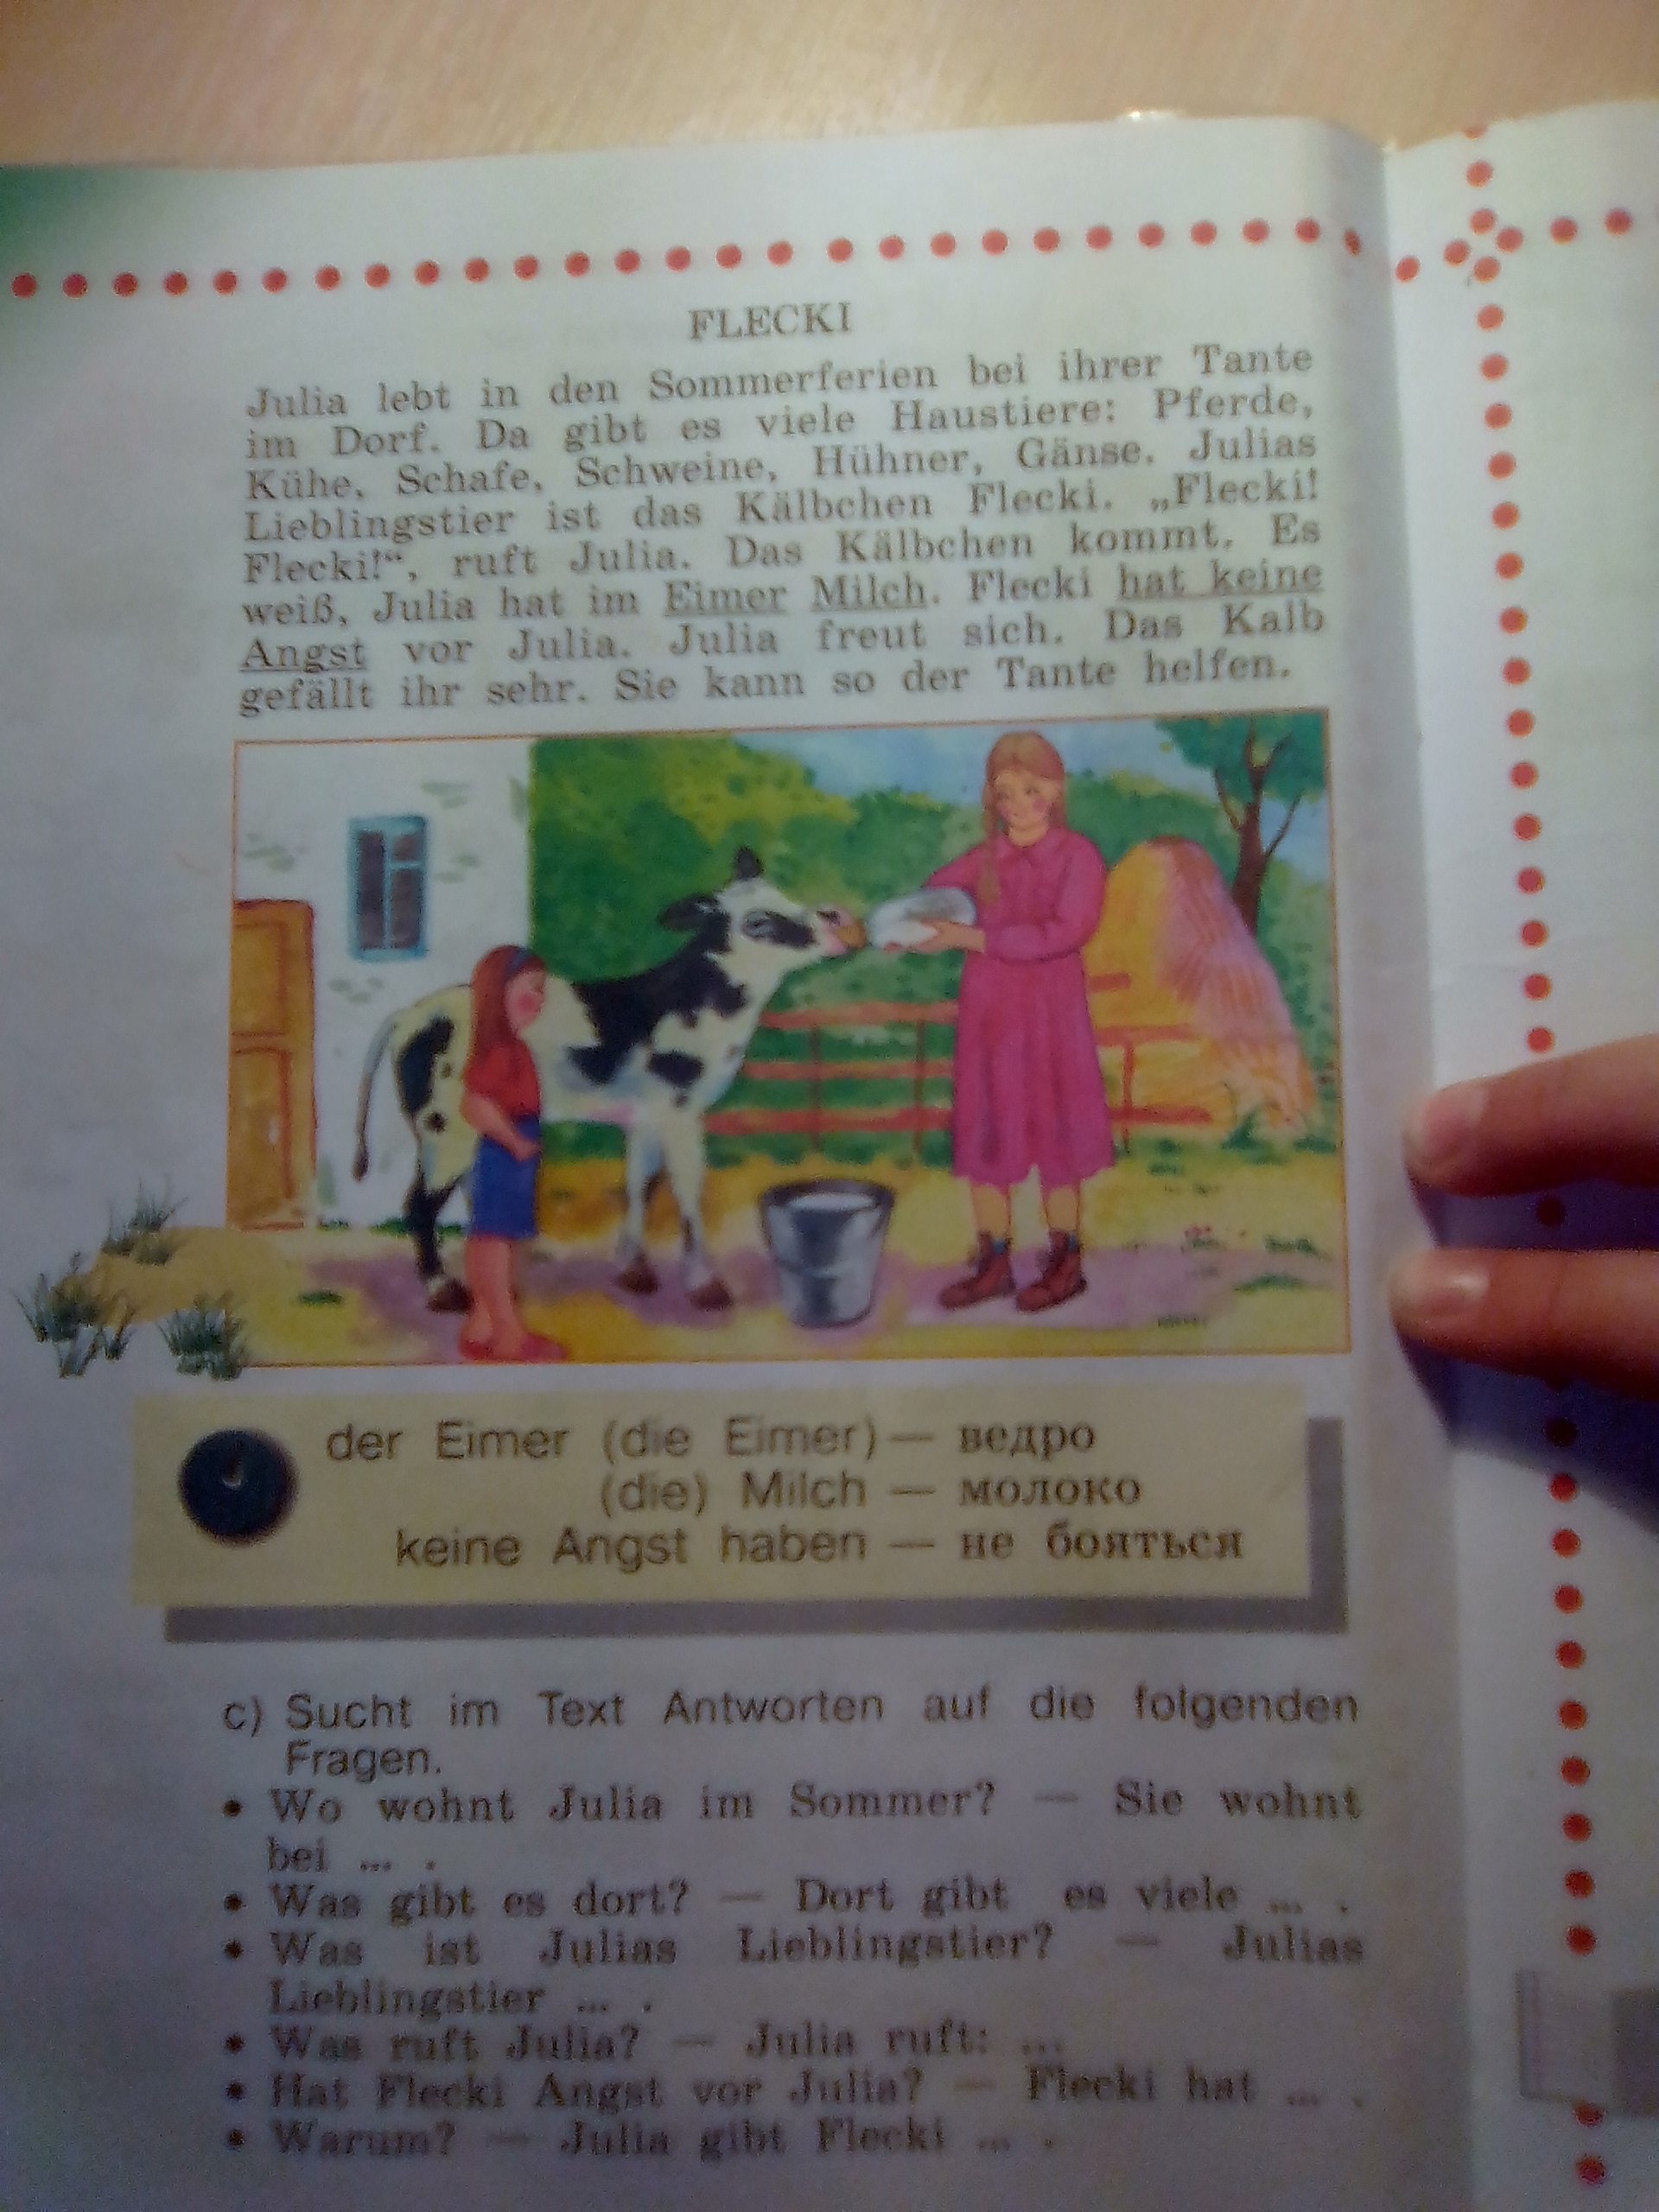 FLECKI
Julia lebt in den Sommerferien bei ihrer Tante
im Dorf. Da gibt es viele Haustiere: Pferde,
Kühe, Schafe, Schweine, Hühner, Gänse. Julias
Lieblingstier ist das Kälbchen Flecki. „Flecki!
Flecki!“, ruft Julia. Das Kälbchen kommt. Es
weiß, Julia hat im Eimer Milch. Flecki hat keine
Angst vor Julia. Julia freut sich. Das Kalb
gefällt ihr sehr. Sie kann so der Tante helfen.
der Eimer (die Eimer) — ведро
(die) Milch — молоко
keine Angst haben — не бояться
c) Sucht im Text Antworten auf die folgenden
Fragen.
• Wo wohnt Julia im Sommer? — Sie wohnt
bei ... .
• Was gibt es dort? — Dort gibt es viele ... .
• Was ist Julias Lieblingstier? — Julias
Lieblingstier ... .
• Was ruft Julia? — Julia ruft: ...
• Hat Flecki Angst vor Julia? — Flecki hat ... .
• Warum? — Julia gibt Flecki ... .